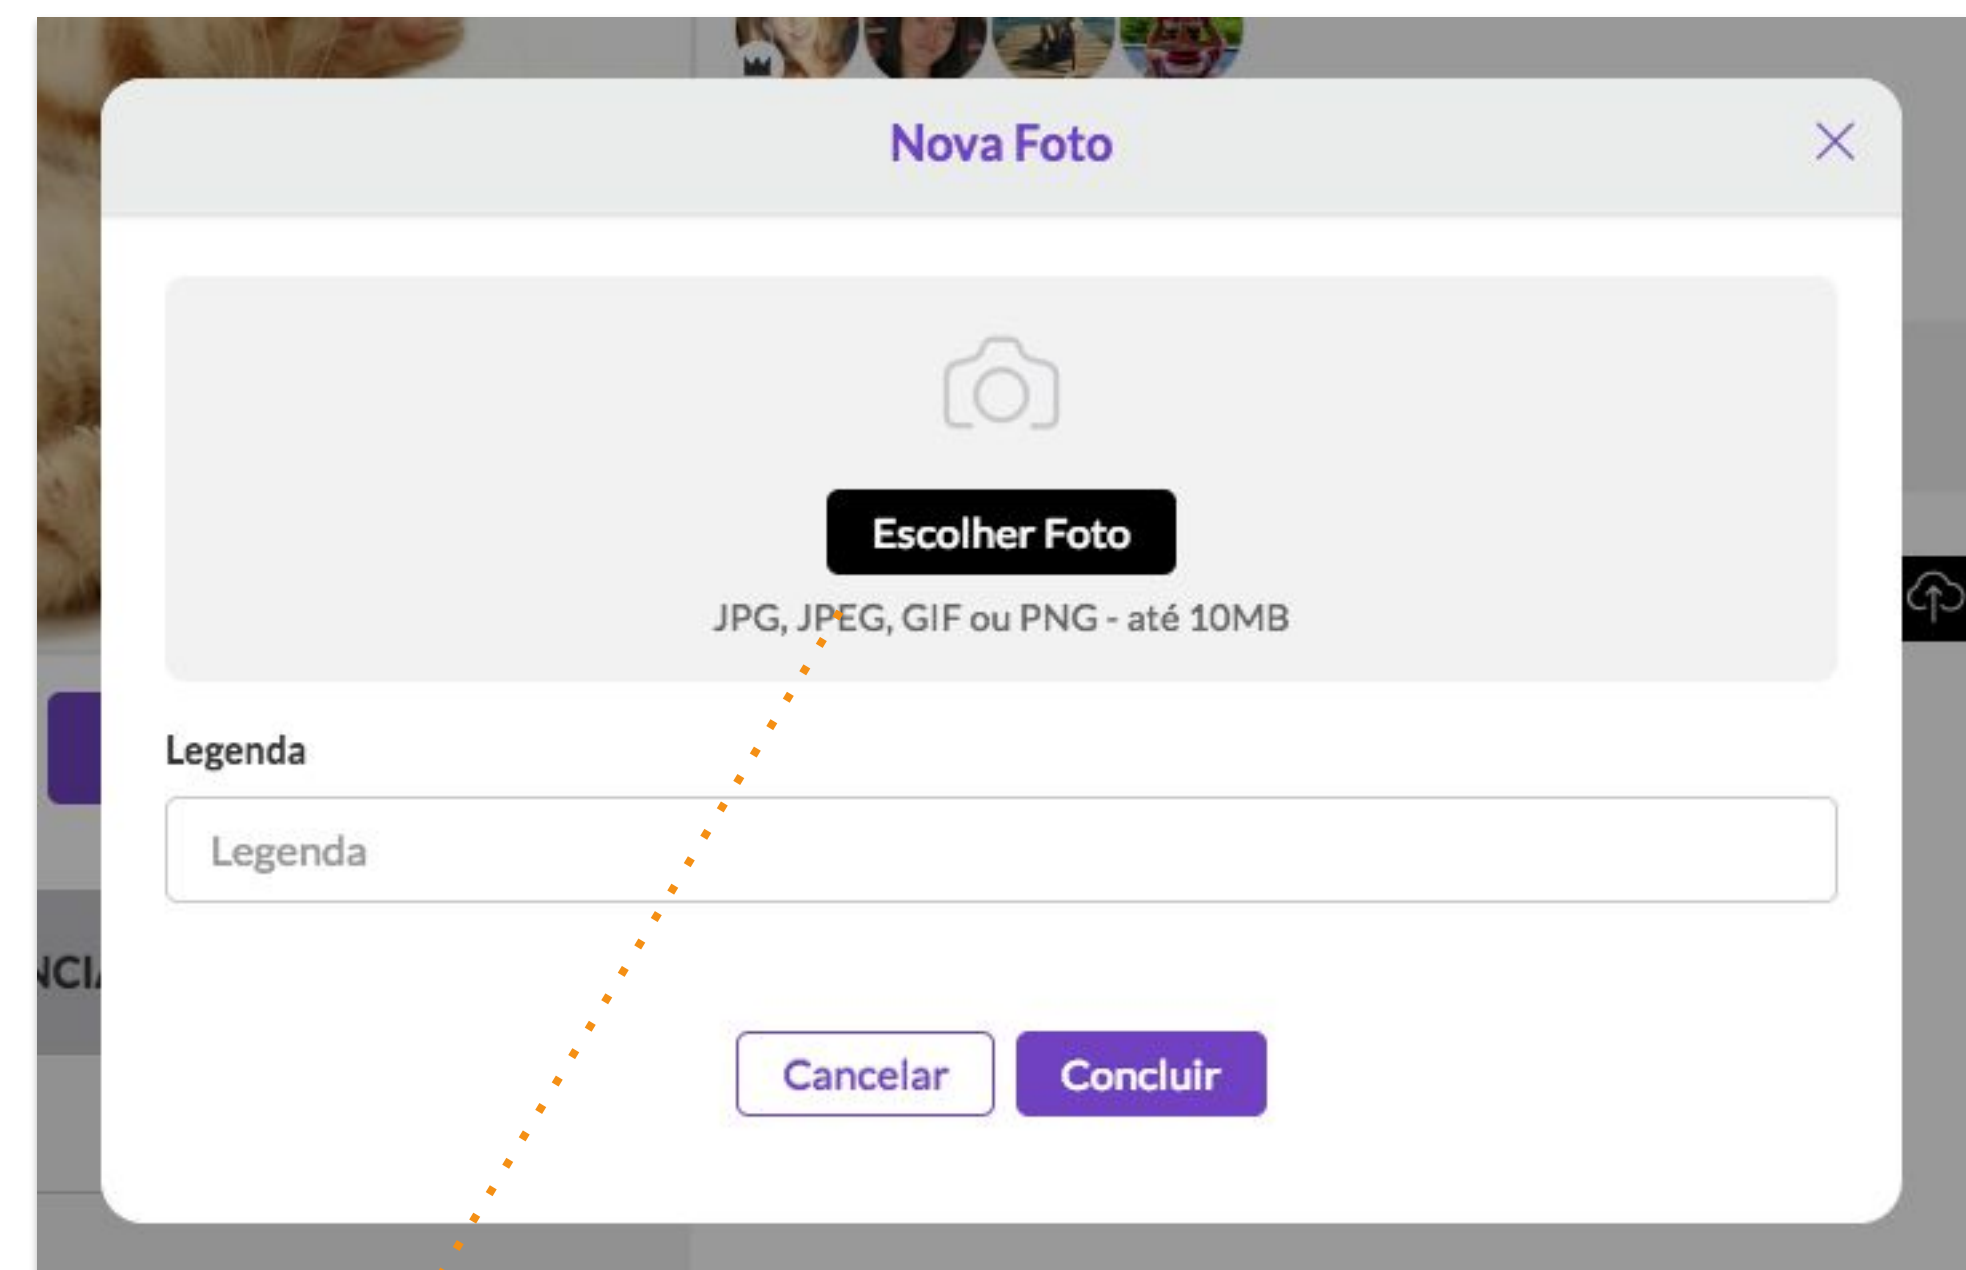 Nova Foto
Escolher Foto
JPG, JPEG, GIF ou PNG - até 10MB
Legenda
Legenda
Cancelar Concluir